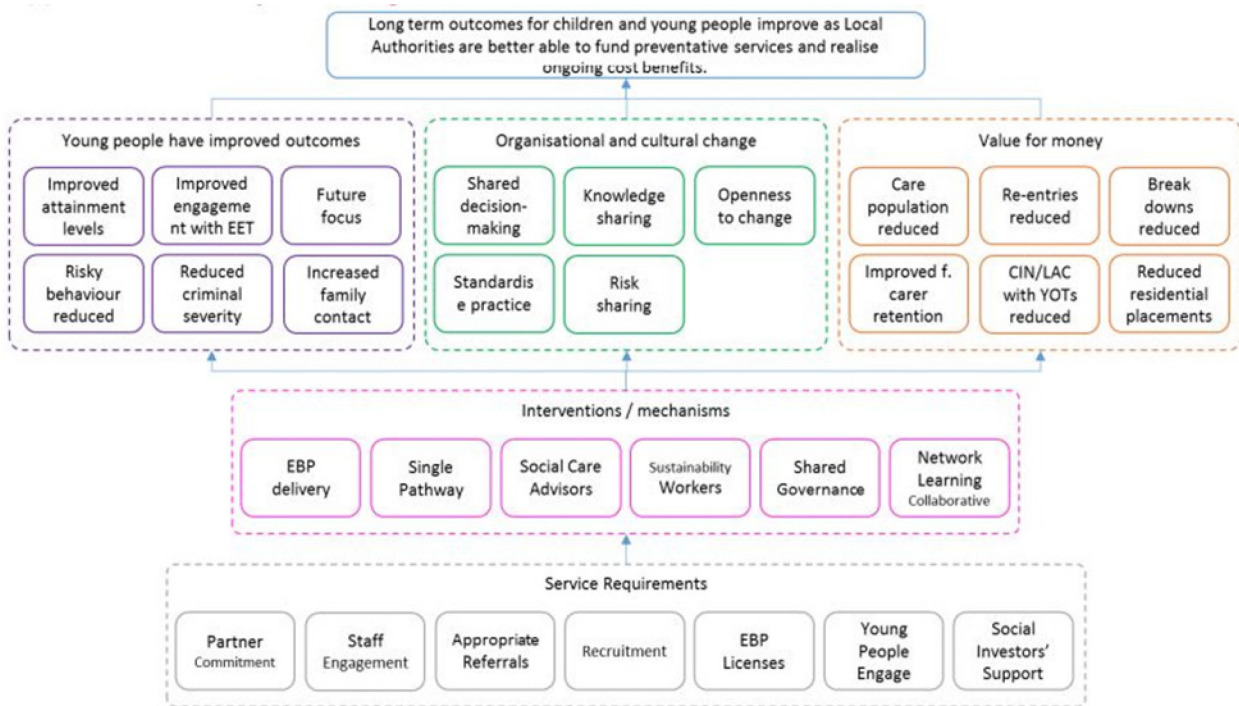 Long term outcomes for children and young people improve as Local
Authorities are better able to fund preventative services and realise
ongoing cost benefits.
Young people have improved outcomes
Improved
attainment
levels
Improved
engageme
nt with EET
Future
focus
Risky
behaviour
reduced
Reduced
criminal
severity
Increased
family
contact
Organisational and cultural change
Shared
decision-
making
Knowledge
sharing
Openness
to change
Standardis
e practice
Risk
sharing
Value for money
Care
population
reduced
Re-entries
reduced
Break
downs
reduced
Improved f.
carer
retention
CIN/LAC
with YOTs
reduced
Reduced
residential
placements
Interventions / mechanisms
EBP
delivery
Single
Pathway
Social Care
Advisors
Sustainability
Workers
Shared
Governance
Network
Learning
Collaborative
Service Requirements
Partner
Commitment
Staff
Engagement
Appropriate
Referrals
Recruitment
EBP
Licenses
Young
People
Engage
Social
Investors'
Support